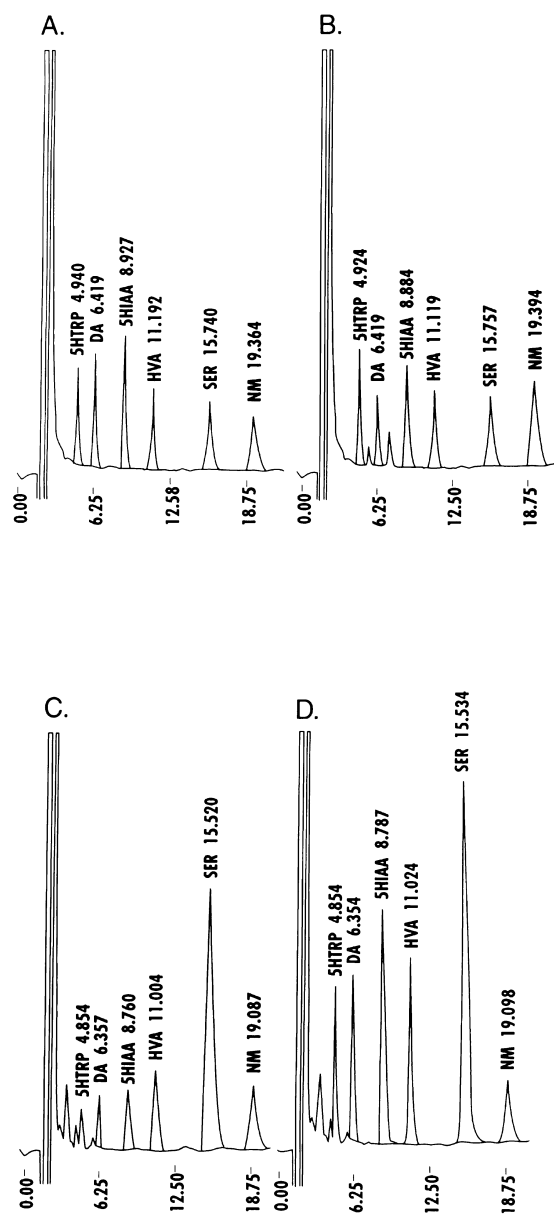 A.
5HTRP 4.940
DA 6.419
5HIAA 8.927
HVA 11.192
SER 15.740
NM 19.364
0.00
6.25
12.58
18.75
B.
5HTRP 4.924
DA 6.419
5HIAA 8.884
HVA 11.119
SER 15.757
NM 19.394
0.00
6.25
12.50
18.75
C.
5HTRP 4.854
DA 6.357
5HIAA 8.760
HVA 11.004
SER 15.520
NM 19.087
0.00
6.25
12.50
18.75
D.
5HTRP 4.854
DA 6.354
5HIAA 8.787
HVA 11.024
SER 15.534
NM 19.098
0.00
6.25
12.50
18.75